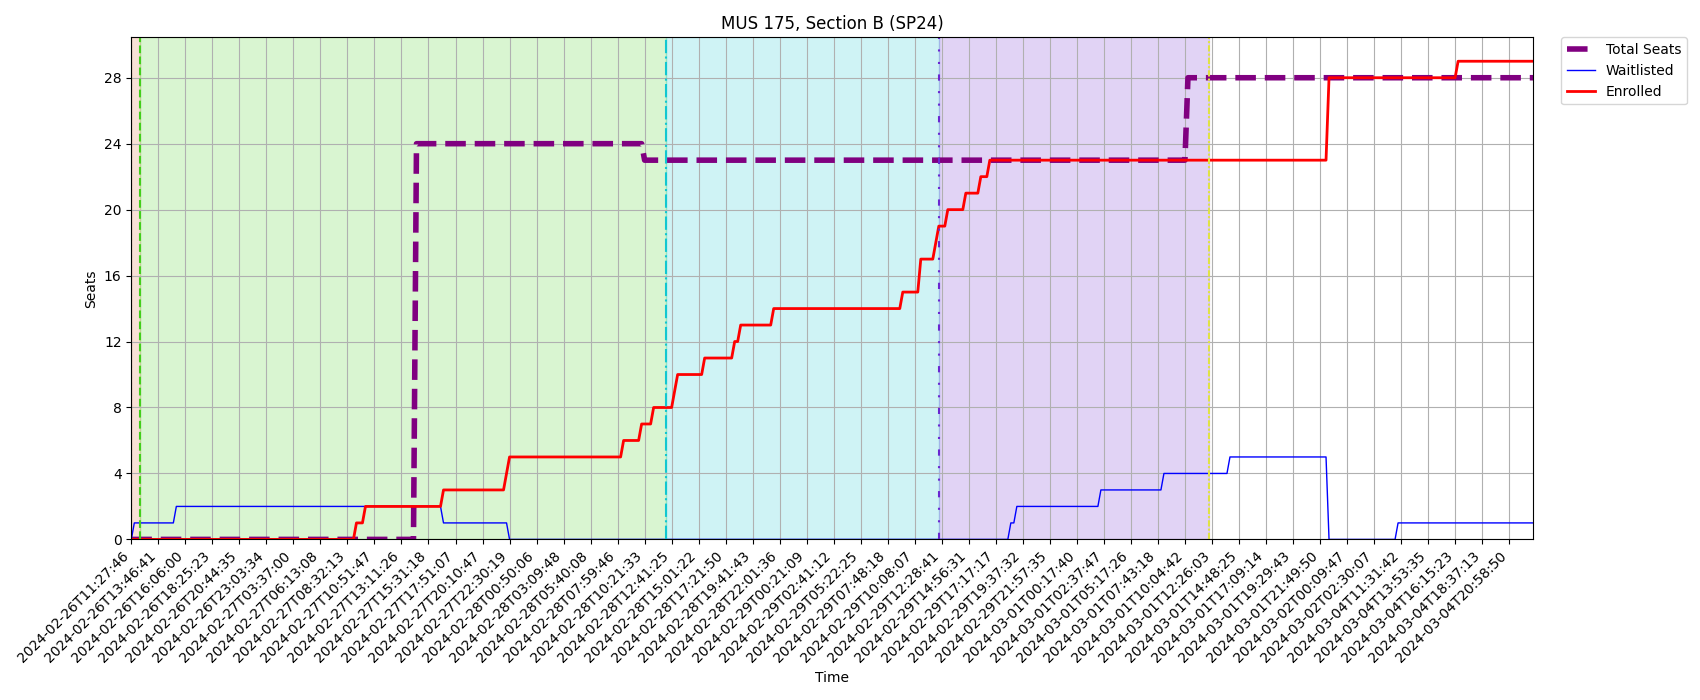 MUS 175, Section B (SP24)
Total Seats
Waitlisted
Enrolled
Seats
28
24
20
16
12
8
4
0
2024-02-26T11:27:46
2024-02-26T13:46:41
2024-02-26T16:06:00
2024-02-26T18:25:23
2024-02-26T20:44:35
2024-02-26T23:03:34
2024-02-27T03:37:00
2024-02-27T06:13:08
2024-02-27T08:32:13
2024-02-27T10:51:47
2024-02-27T13:11:26
2024-02-27T15:31:18
2024-02-27T17:51:07
2024-02-27T20:10:47
2024-02-27T22:30:19
2024-02-28T00:50:06
2024-02-28T03:09:48
2024-02-28T05:40:08
2024-02-28T07:59:46
2024-02-28T10:21:33
2024-02-28T12:41:25
2024-02-28T15:01:22
2024-02-28T17:21:50
2024-02-28T19:41:43
2024-02-28T22:01:36
2024-02-29T00:21:09
2024-02-29T02:41:12
2024-02-29T05:22:25
2024-02-29T07:48:18
2024-02-29T10:08:07
2024-02-29T12:28:41
2024-02-29T14:56:31
2024-02-29T17:17:17
2024-02-29T19:37:32
2024-02-29T21:57:35
2024-03-01T00:17:40
2024-03-01T02:37:47
2024-03-01T05:17:26
2024-03-01T07:43:18
2024-03-01T10:04:42
2024-03-01T12:26:03
2024-03-01T14:48:25
2024-03-01T17:09:14
2024-03-01T19:29:43
2024-03-01T21:49:50
2024-03-02T00:09:47
2024-03-02T02:30:07
2024-03-04T11:31:42
2024-03-04T13:53:35
2024-03-04T16:15:23
2024-03-04T18:37:13
2024-03-04T20:58:50
Time